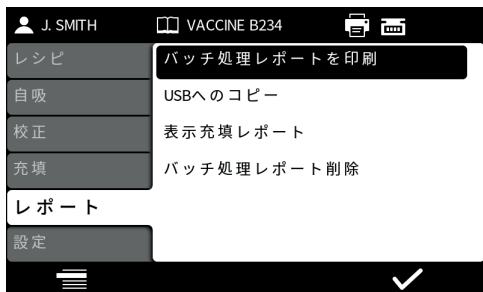 J. SMITH VACCINE B234
レシピ
自吸
校正
充填
レポート
設定
バッチ処理レポートを印刷
USBへのコピー
表示充填レポート
バッチ処理レポート削除